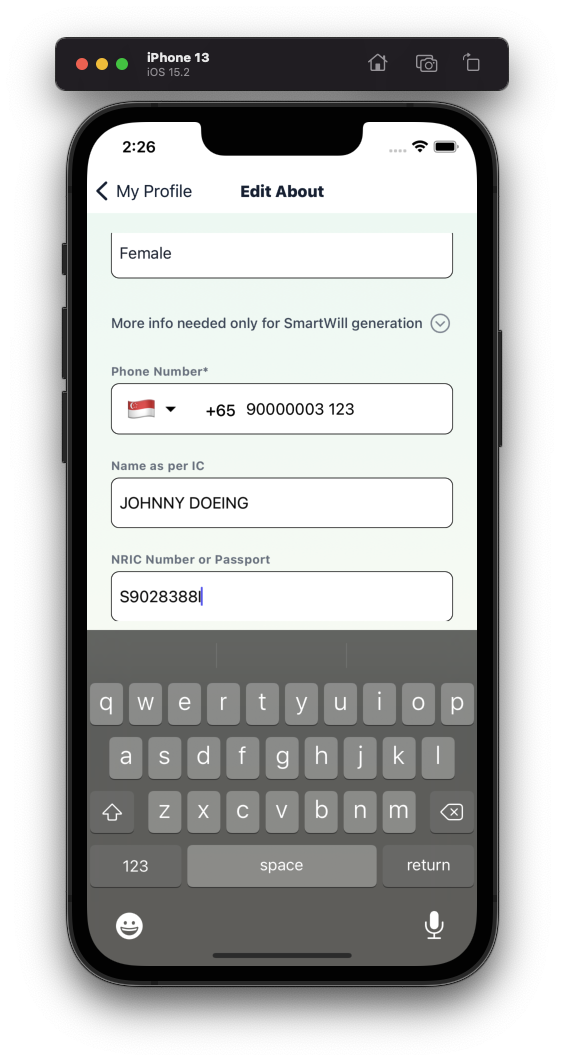 iPhone 13
iOS 15.2
2:26
My Profile
Edit About
Female
More info needed only for SmartWill generation
Phone Number*
+65 90000003 123
Name as per IC
JOHNNY DOEING
NRIC Number or Passport
S9028388I
q w e r t y u i o p
a s d f g h j k l
z x c v b n m
123 space return